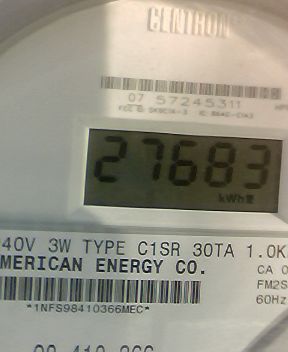 CENTRON
07 57245311
27683
kWh
40V 3W TYPE C1SR 30TA 1.0K
MERICAN ENERGY CO.
CA 0
FM2S
60Hz
*1NFS98410366MEC*